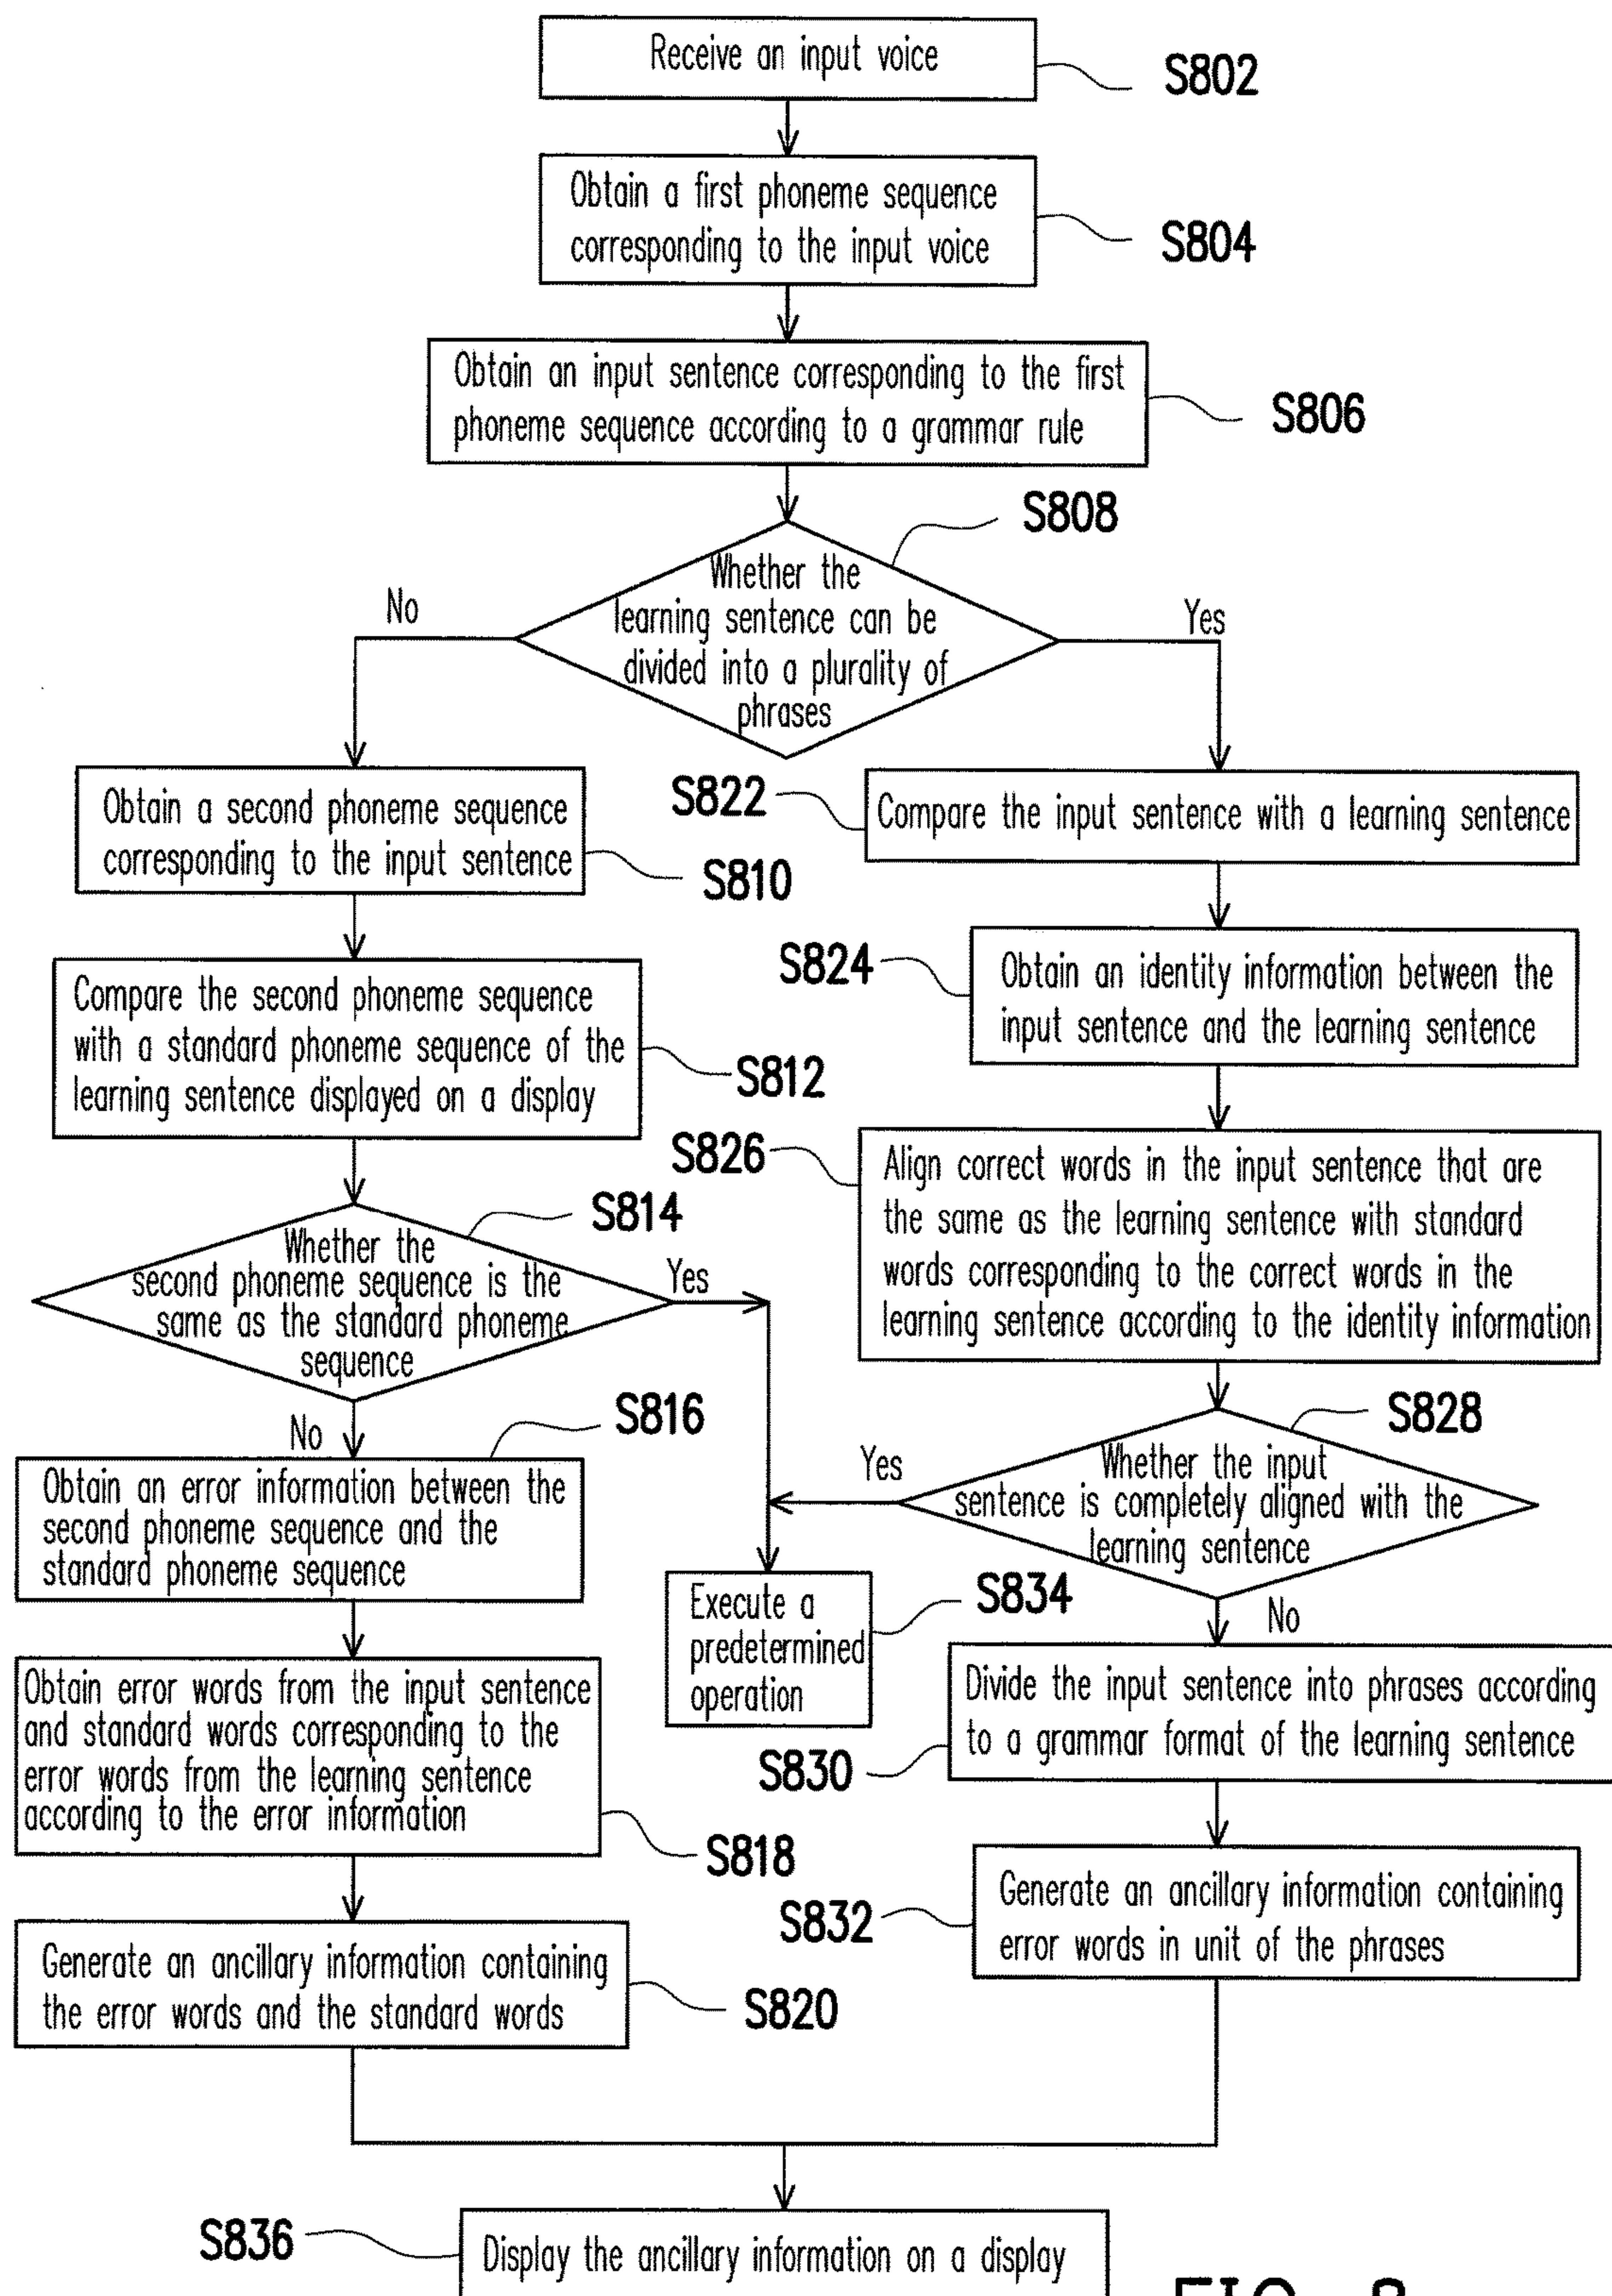 Receive an input voice
S802
Obtain a first phoneme sequence
corresponding to the input voice
S804
Obtain an input sentence corresponding to the first
phoneme sequence according to a grammar rule
S806
S808
Whether the
learning sentence can be
divided into a plurality of
phrases
No
Yes
Obtain a second phoneme sequence
corresponding to the input sentence
S810
S822
Compare the input sentence with a learning sentence
Compare the second phoneme sequence
with a standard phoneme sequence of the
learning sentence displayed on a display
S812
S824
Obtain an identity information between the
input sentence and the learning sentence
S814
Whether the
second phoneme sequence is the
same as the standard phoneme
sequence
Yes
No
S826
Align correct words in the input sentence that are
the same as the learning sentence with standard
words corresponding to the correct words in the
learning sentence according to the identity information
S816
Obtain an error information between the
second phoneme sequence and the
standard phoneme sequence
S828
Whether the input
sentence is completely aligned with the
learning sentence
Yes
No
Execute a
predetermined
operation
S834
Obtain error words from the input sentence
and standard words corresponding to the
error words from the learning sentence
according to the error information
S818
S830
Divide the input sentence into phrases according
to a grammar format of the learning sentence
Generate an ancillary information containing
the error words and the standard words
S820
S832
Generate an ancillary information containing
error words in unit of the phrases
S836
Display the ancillary information on a display